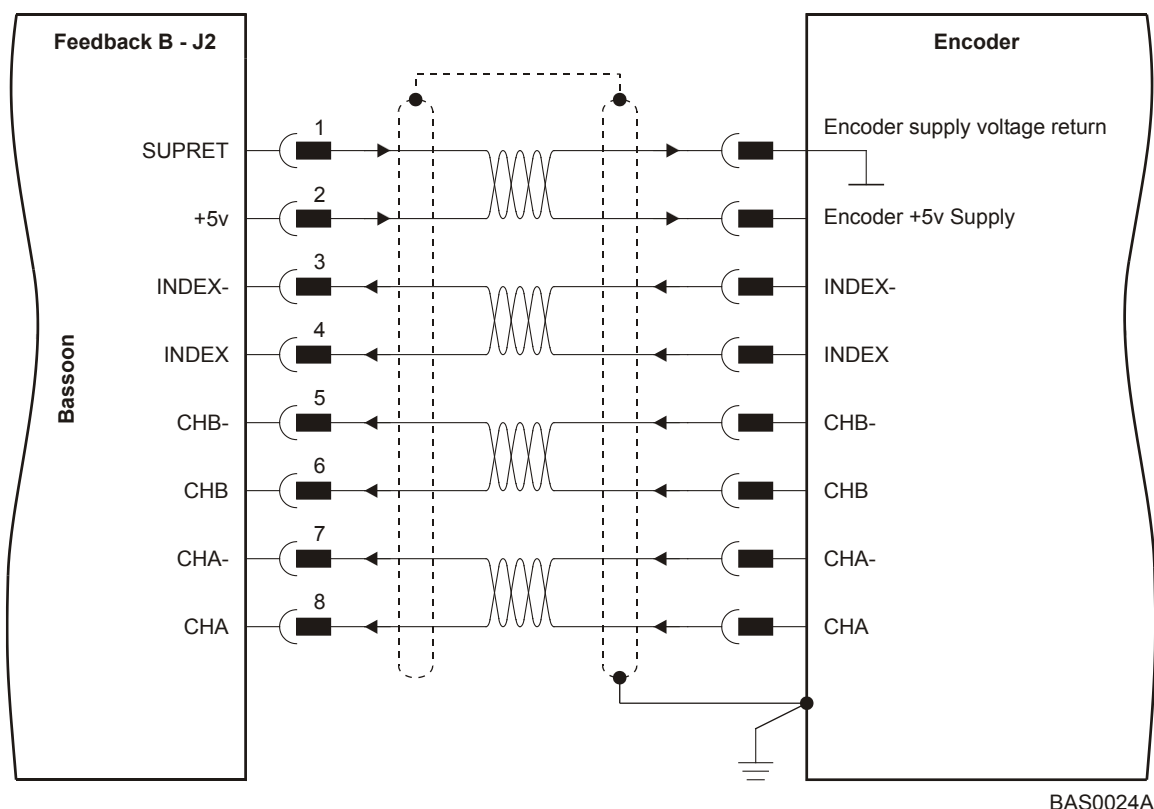 Feedback B - J2
Encoder
1
SUPRET
Encoder supply voltage return
2
+5v
Encoder +5v Supply
3
INDEX-
INDEX-
4
INDEX
INDEX
Bassoon
5
CHB-
CHB-
6
CHB
CHB
7
CHA-
CHA-
8
CHA
CHA
BAS0024A